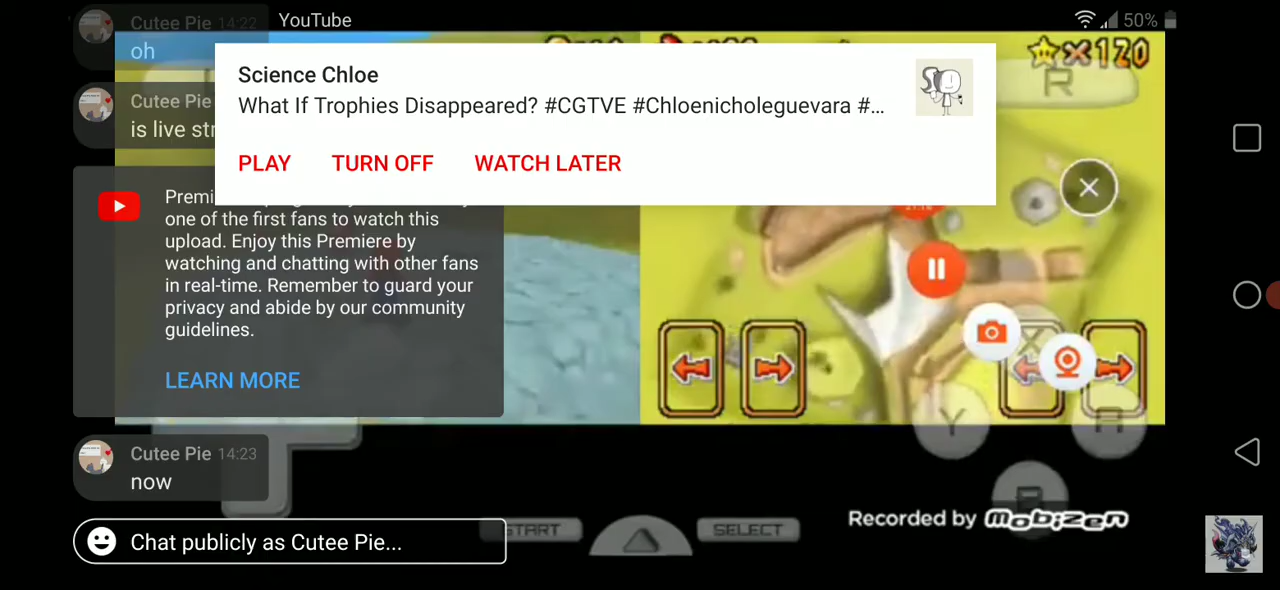 Cutee Pie 14:22
YouTube
50%
oh
Science Chloe
What If Trophies Disappeared? #CGTVE #Chloenicholeguevara #...
PLAY TURN OFF WATCH LATER
Cutee Pie
is live str
one of the first fans to watch this
upload. Enjoy this Premiere by
watching and chatting with other fans
in real-time. Remember to guard your
privacy and abide by our community
guidelines.
LEARN MORE
Cutee Pie 14:23
now
Chat publicly as Cutee Pie...
×120
R
X
Y
A
START
SELECT
Recorded by mobizen